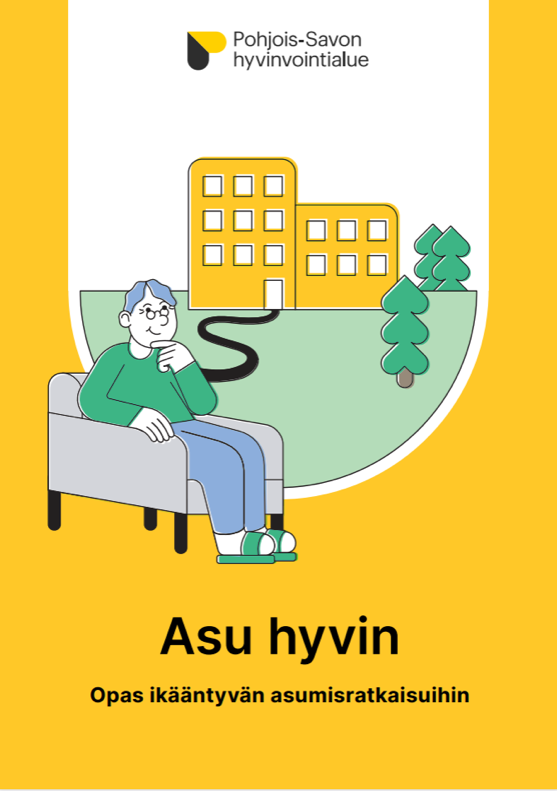 Pohjois-Savon
hyvinvointialue
Asu hyvin
Opas ikääntyvän asumisratkaisuihin